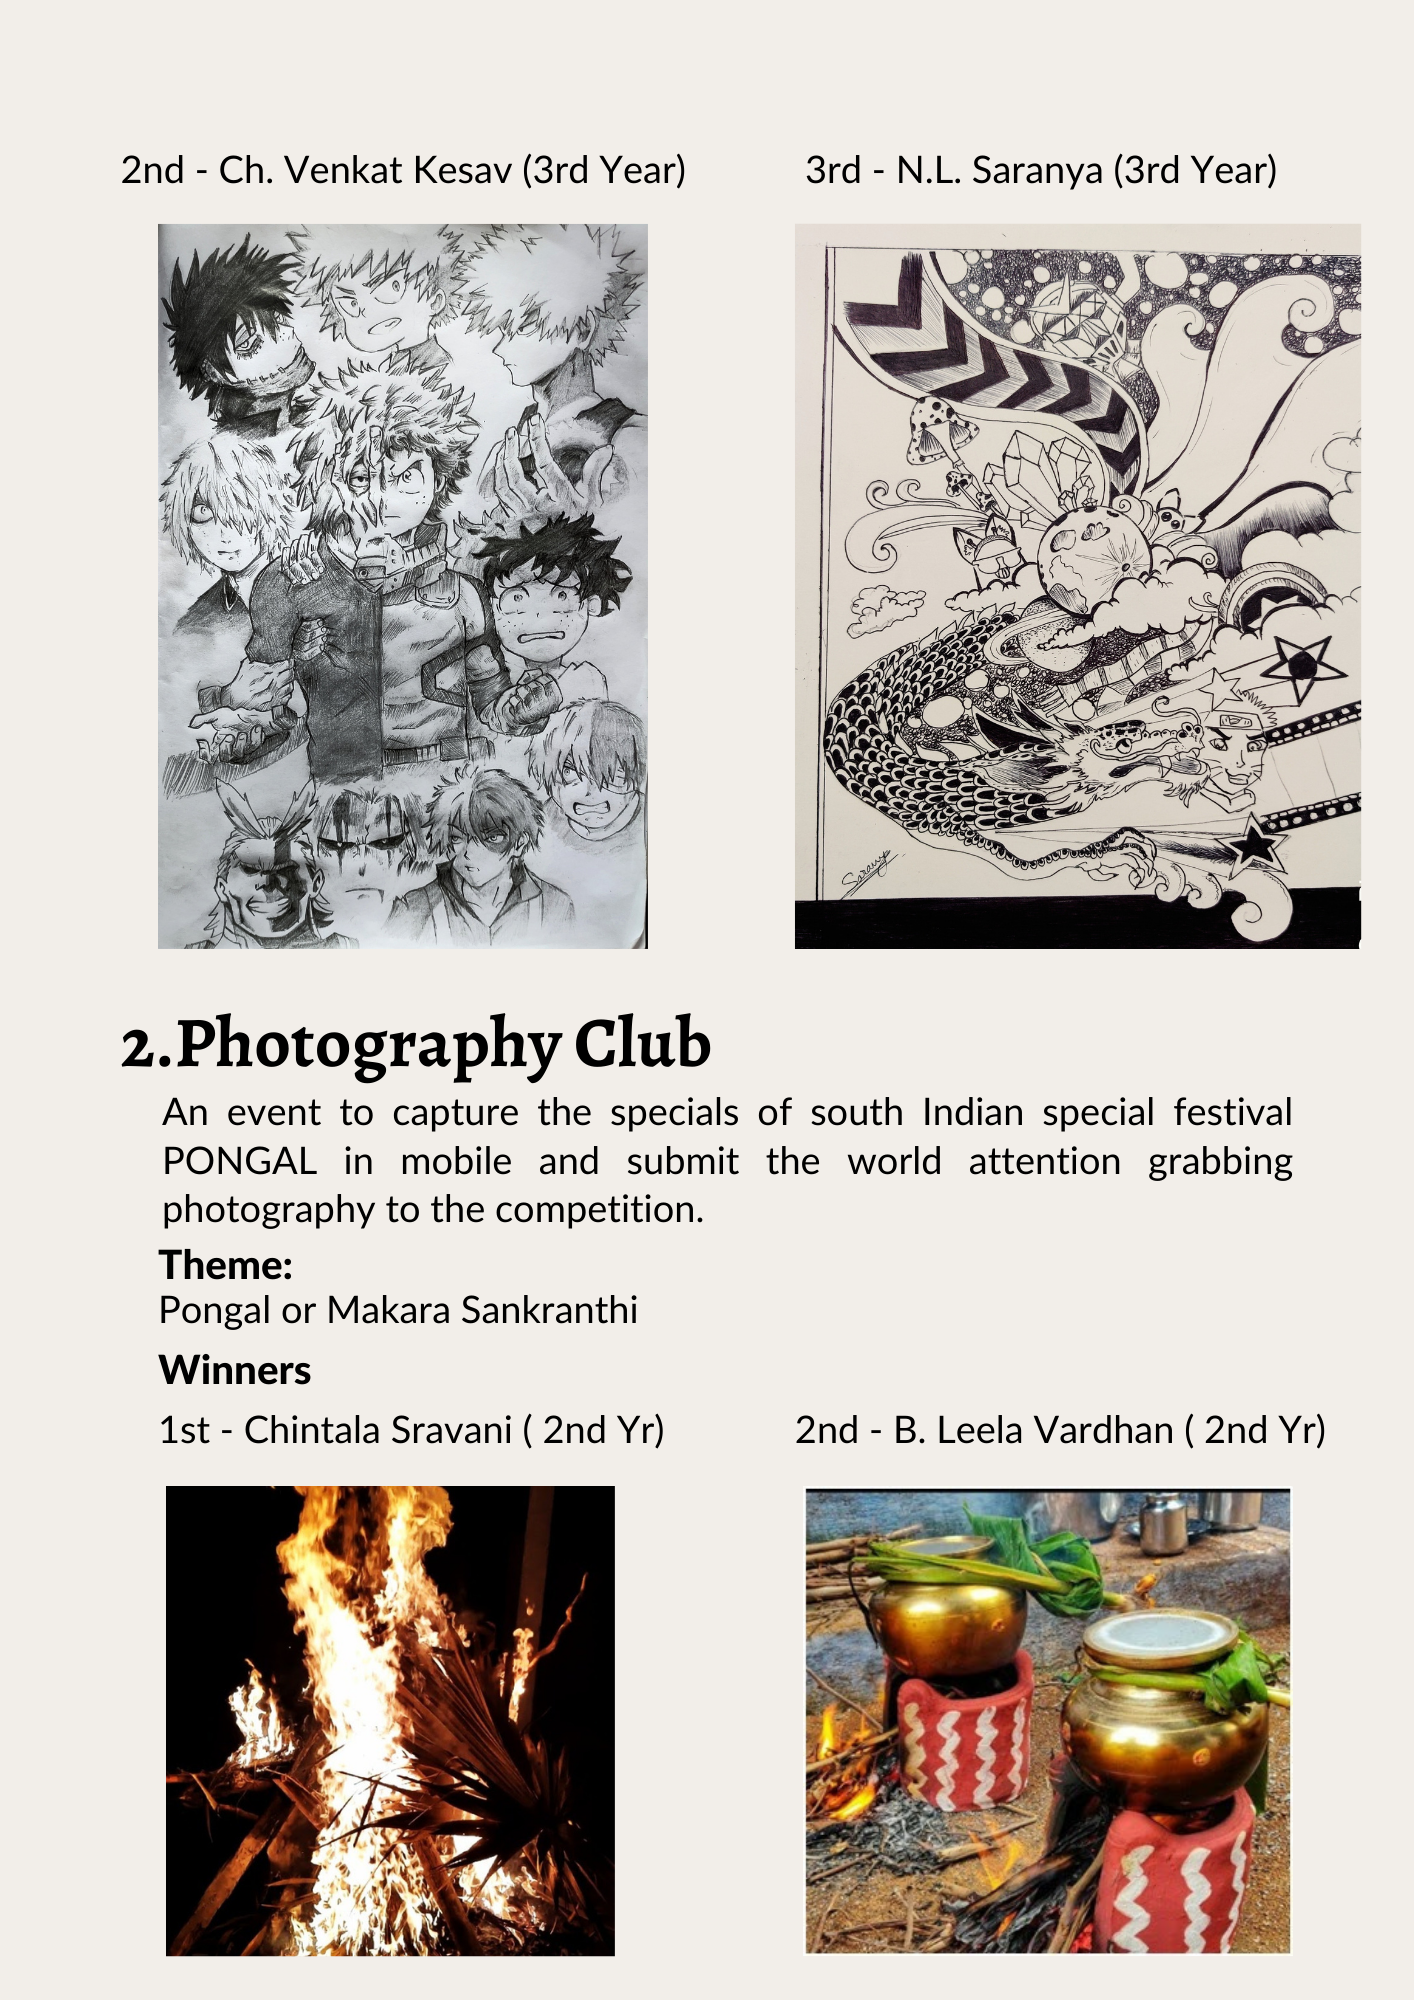 2nd - Ch. Venkat Kesav (3rd Year)
3rd - N.L. Saranya (3rd Year)
Saranya
2.Photography Club
An event to capture the specials of south Indian special festival
PONGAL in mobile and submit the world attention grabbing
photography to the competition.
Theme:
Pongal or Makara Sankranthi
Winners
1st - Chintala Sravani ( 2nd Yr)
2nd - B. Leela Vardhan ( 2nd Yr)